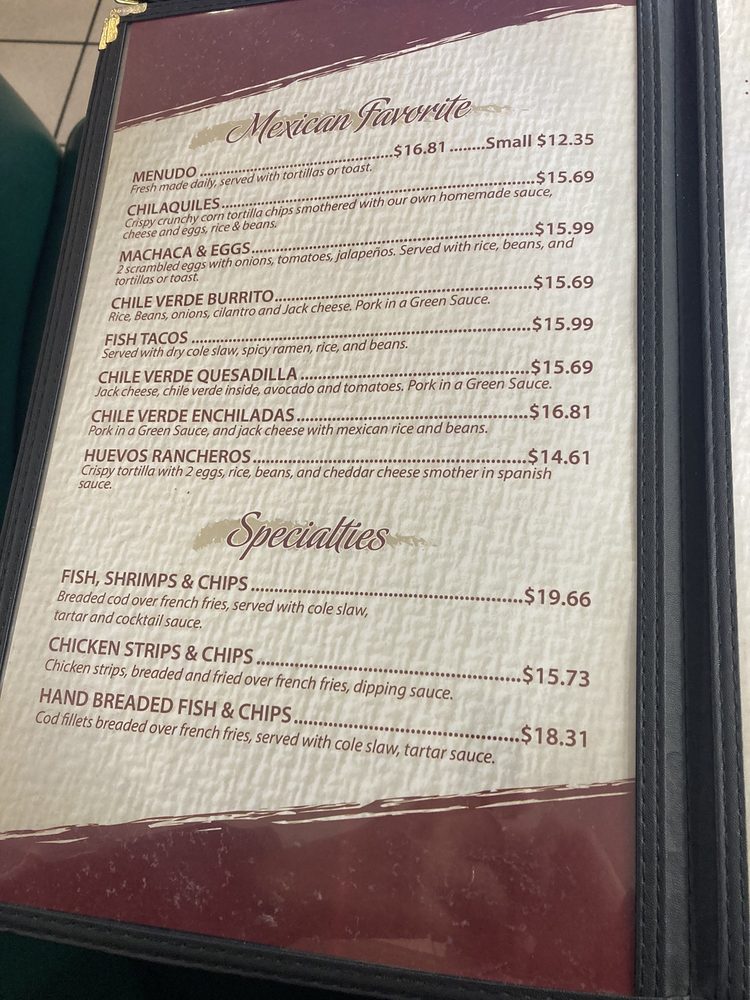 Mexican Favorite
MENUDO ................................................$16.81 ........Small $12.35
Fresh made daily, served with tortillas or toast.
CHILAQUILES..........................................................................$15.69
Crispy crunchy corn tortilla chips smothered with our own homemade sauce,
cheese and eggs, rice & beans.
MACHACA & EGGS................................................................$15.99
2 scrambled eggs with onions, tomatoes, jalapeños. Served with rice, beans, and
tortillas or toast.
CHILE VERDE BURRITO..........................................................$15.69
Rice, Beans, onions, cilantro and Jack cheese. Pork in a Green Sauce.
FISH TACOS ............................................................................$15.99
Served with dry cole slaw, spicy ramen, rice, and beans.
CHILE VERDE QUESADILLA ...................................................$15.69
Jack cheese, chile verde inside, avocado and tomatoes. Pork in a Green Sauce.
CHILE VERDE ENCHILADAS...................................................$16.81
Pork in a Green Sauce, and jack cheese with mexican rice and beans.
HUEVOS RANCHEROS............................................................$14.61
Crispy tortilla with 2 eggs, rice, beans, and cheddar cheese smother in spanish
sauce.
Specialties
FISH, SHRIMPS & CHIPS ........................................................$19.66
Breaded cod over french fries, served with cole slaw,
tartar and cocktail sauce.
CHICKEN STRIPS & CHIPS......................................................$15.73
Chicken strips, breaded and fried over french fries, dipping sauce.
HAND BREADED FISH & CHIPS..............................................$18.31
Cod fillets breaded over french fries, served with cole slaw, tartar sauce.